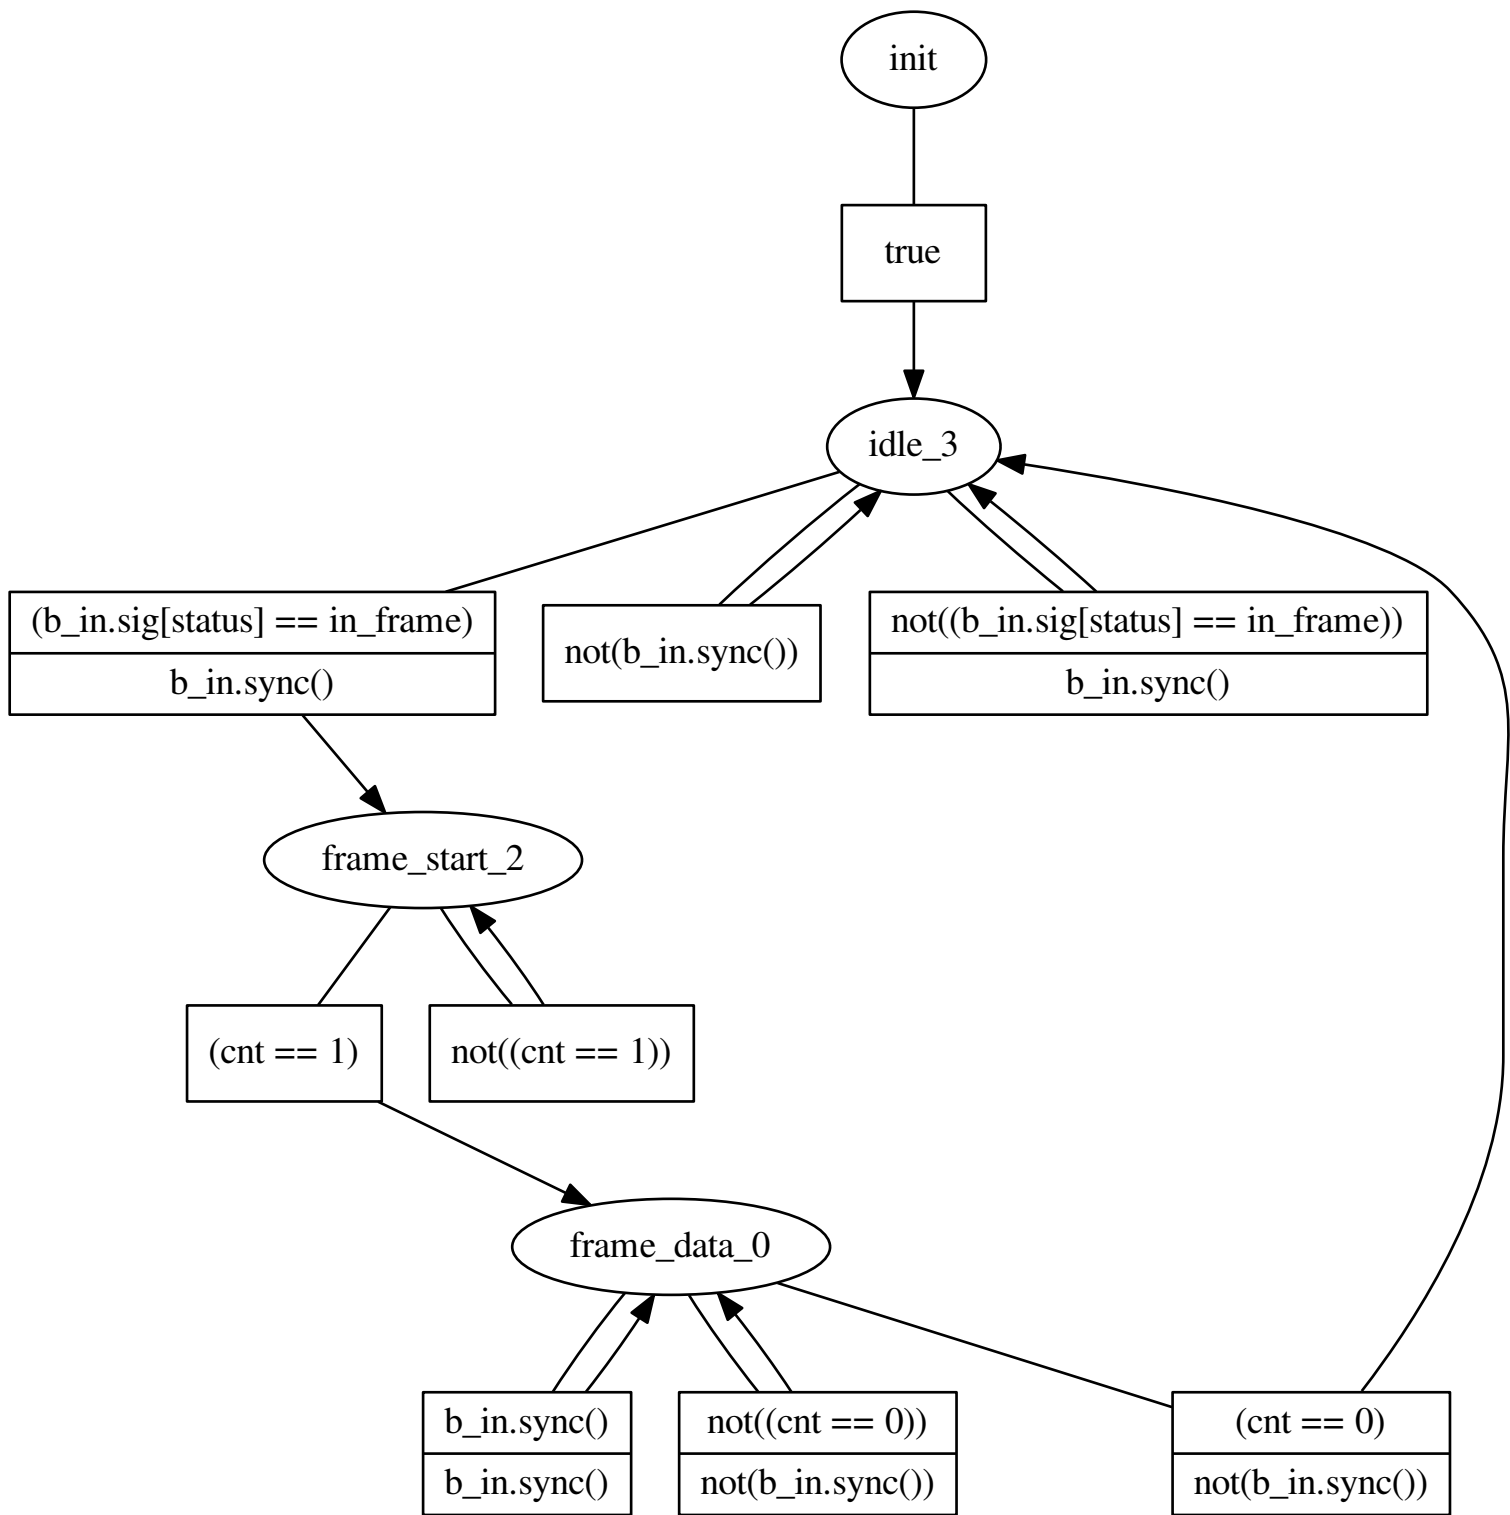 init
true
idle_3
(b_in.sig[status] == in_frame)
b_in.sync()
not(b_in.sync())
not((b_in.sig[status] == in_frame))
b_in.sync()
frame_start_2
(cnt == 1)
not((cnt == 1))
frame_data_0
b_in.sync()
b_in.sync()
not((cnt == 0))
not(b_in.sync())
(cnt == 0)
not(b_in.sync())